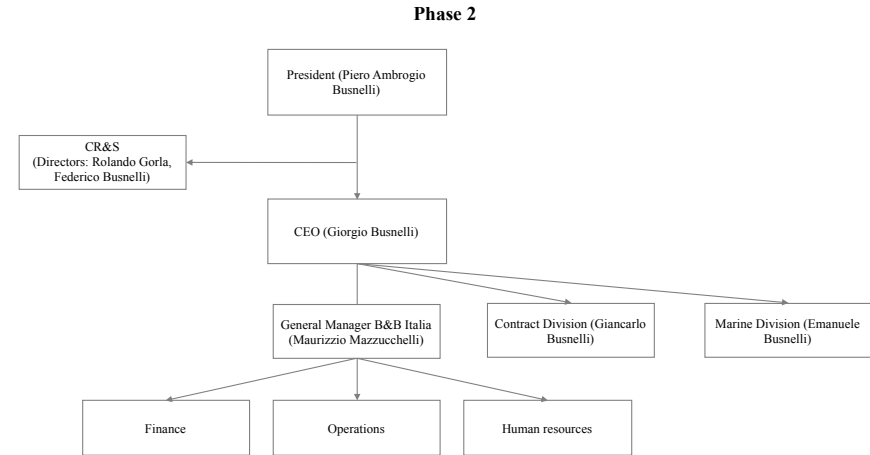 Phase 2
President (Piero Ambrogio
Busnelli)
CR&S
(Directors: Rolando Gorla,
Federico Busnelli)
CEO (Giorgio Busnelli)
General Manager B&B Italia
(Maurizzio Mazzucchelli)
Contract Division (Giancarlo
Busnelli)
Marine Division (Emanuele
Busnelli)
Finance
Operations
Human resources